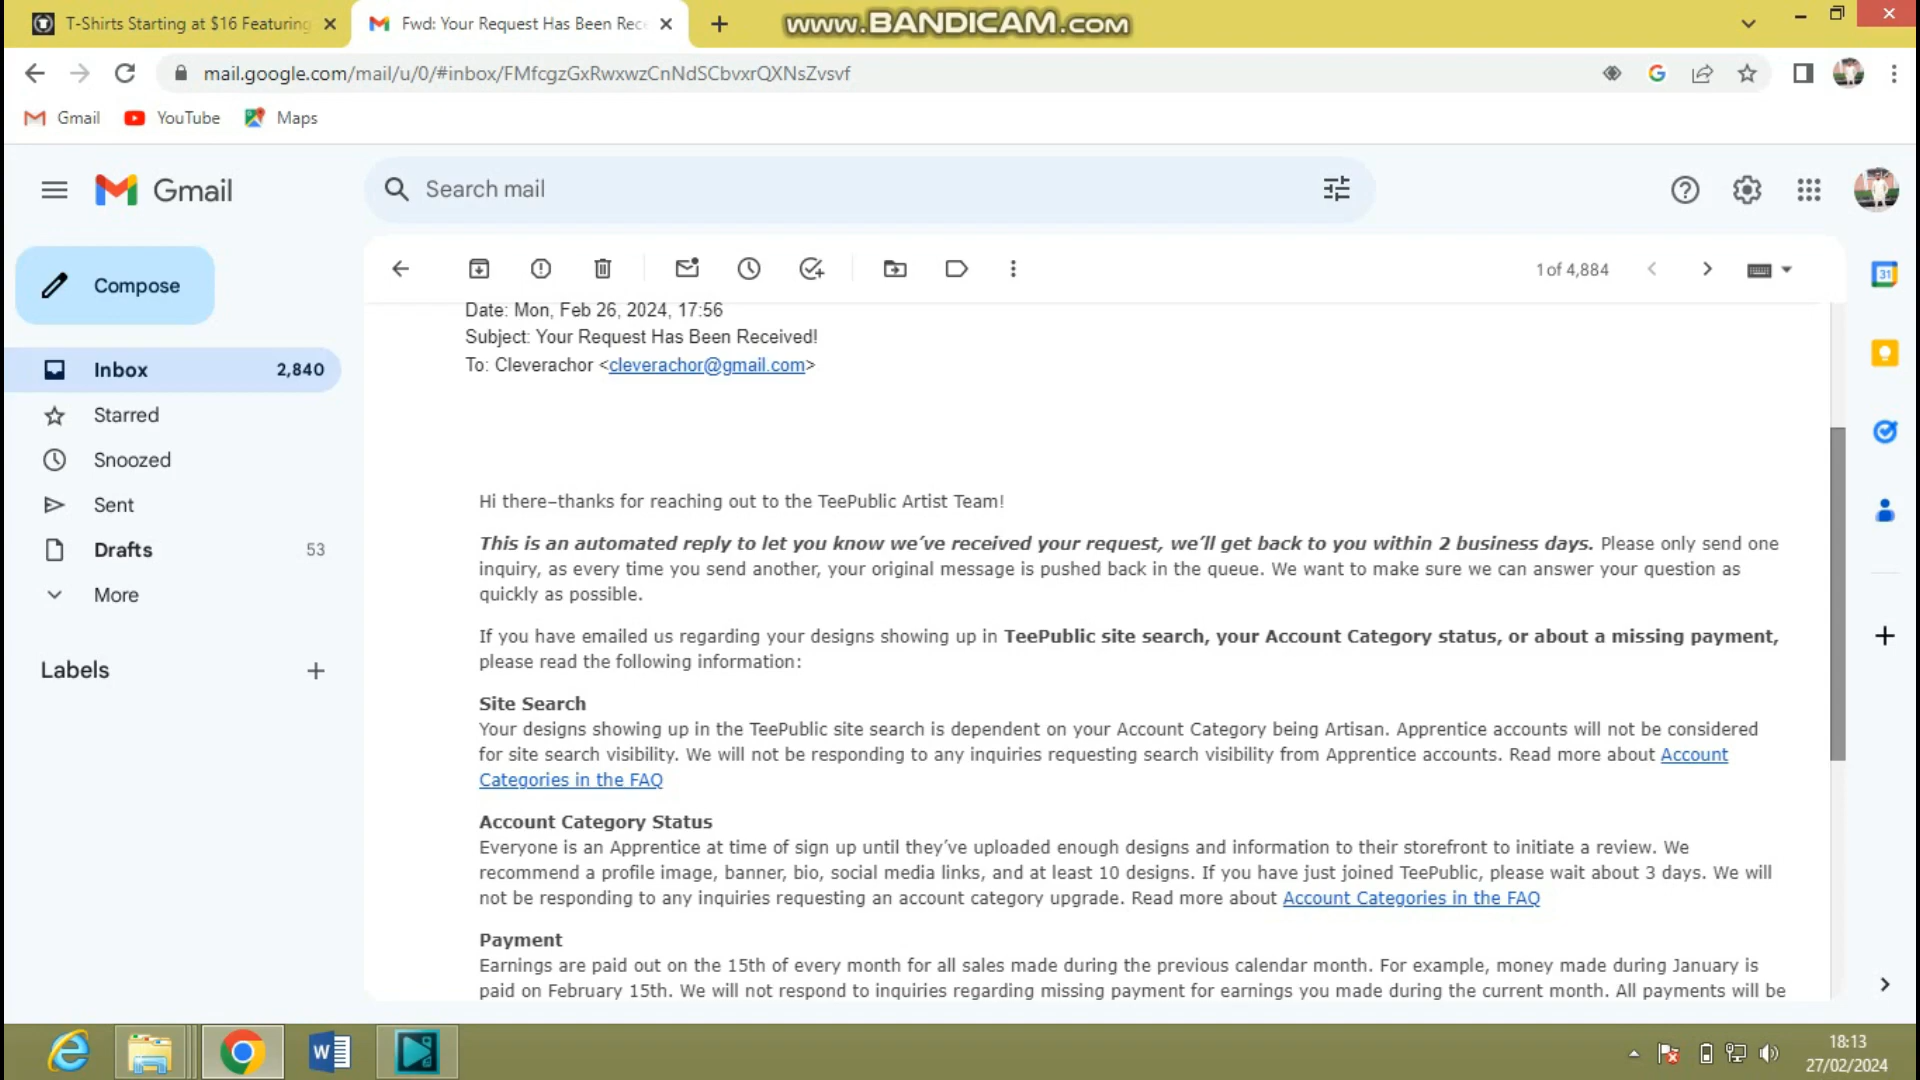 T-Shirts Starting at $16 Featuring
Fwd: Your Request Has Been Rec
www.BANDICAM.com
mail.google.com/mail/u/0/#inbox/FMfcgzGxRwxwzCnNdSCbvxrQXNsZvsvf
Gmail
YouTube
Maps
Gmail
Search mail
Compose
1 of 4,884
Inbox 2,840
Starred
Snoozed
Sent
Drafts 53
More
Labels
Date: Mon, Feb 26, 2024, 17:56
Subject: Your Request Has Been Received!
To: Cleverachor <cleverachor@gmail.com>
Hi there–thanks for reaching out to the TeePublic Artist Team!
This is an automated reply to let you know we’ve received your request, we’ll get back to you within 2 business days. Please only send one
inquiry, as every time you send another, your original message is pushed back in the queue. We want to make sure we can answer your question as
quickly as possible.
If you have emailed us regarding your designs showing up in TeePublic site search, your Account Category status, or about a missing payment,
please read the following information:
Site Search
Your designs showing up in the TeePublic site search is dependent on your Account Category being Artisan. Apprentice accounts will not be considered
for site search visibility. We will not be responding to any inquiries requesting search visibility from Apprentice accounts. Read more about Account
Categories in the FAQ
Account Category Status
Everyone is an Apprentice at time of sign up until they’ve uploaded enough designs and information to their storefront to initiate a review. We
recommend a profile image, banner, bio, social media links, and at least 10 designs. If you have just joined TeePublic, please wait about 3 days. We will
not be responding to any inquiries requesting an account category upgrade. Read more about Account Categories in the FAQ
Payment
Earnings are paid out on the 15th of every month for all sales made during the previous calendar month. For example, money made during January is
paid on February 15th. We will not respond to inquiries regarding missing payment for earnings you made during the current month. All payments will be
31
18:13
27/02/2024